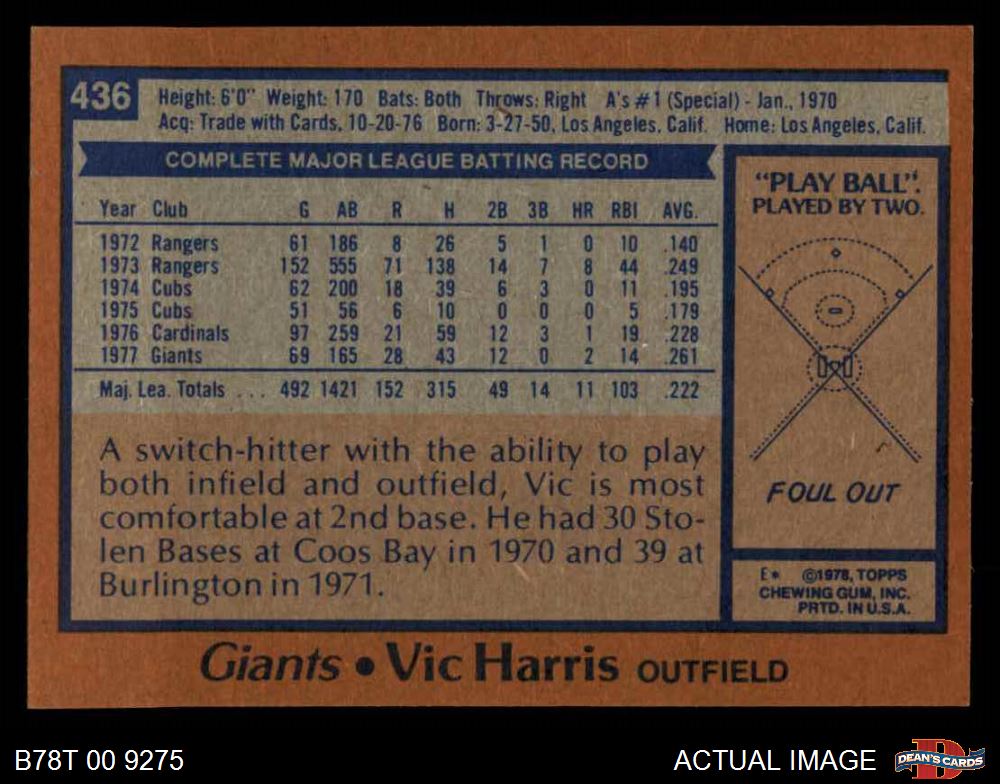 436
Height: 6'0" Weight: 170 Bats: Both Throws: Right A's #1 (Special) - Jan., 1970
Acq: Trade with Cards, 10-20-76 Born: 3-27-50, Los Angeles, Calif. Home: Los Angeles, Calif.
COMPLETE MAJOR LEAGUE BATTING RECORD
Year Club G AB R H 2B 3B HR RBI AVG.
1972 Rangers 61 186 8 26 5 1 0 10 .140
1973 Rangers 152 555 71 138 14 7 8 44 .249
1974 Cubs 62 200 18 39 6 3 0 11 .195
1975 Cubs 51 56 6 10 0 0 0 5 .179
1976 Cardinals 97 259 21 59 12 3 1 19 .228
1977 Giants 69 165 28 43 12 0 2 14 .261
Maj. Lea. Totals ... 492 1421 152 315 49 14 11 103 .222
A switch-hitter with the ability to play
both infield and outfield, Vic is most
comfortable at 2nd base. He had 30 Sto-
len Bases at Coos Bay in 1970 and 39 at
Burlington in 1971.
"PLAY BALL".
PLAYED BY TWO.
FOUL OUT
E* ©1978, TOPPS
CHEWING GUM, INC.
PRTD. IN U.S.A.
Giants • Vic Harris OUTFIELD
B78T 00 9275
ACTUAL IMAGE
D
DEAN'S CARDS